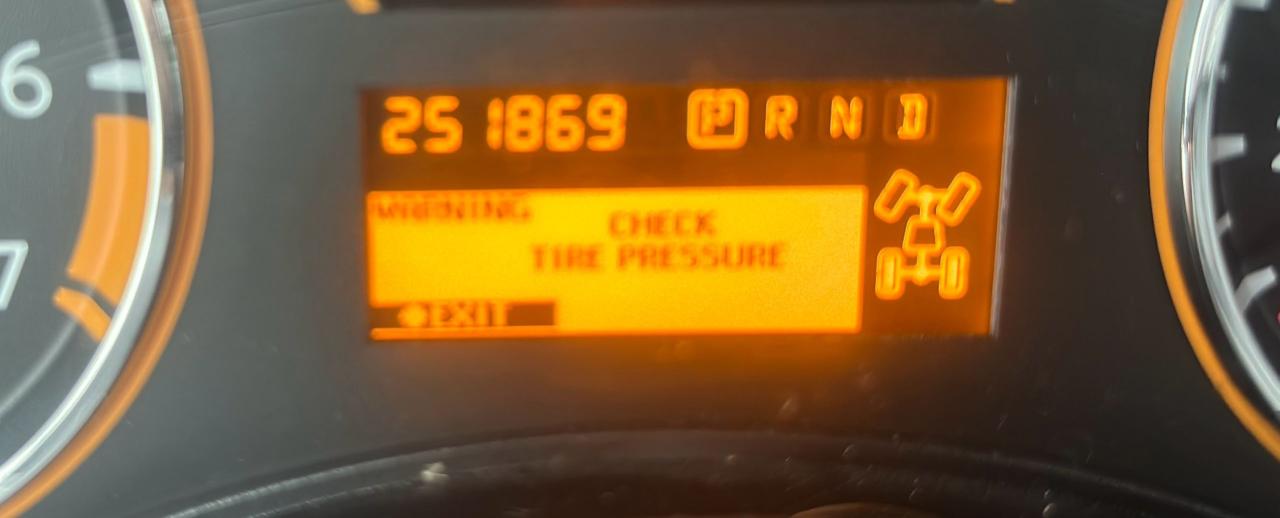 6
7
251869 P R N D
WARNING
CHECK
TIRE PRESSURE
EXIT